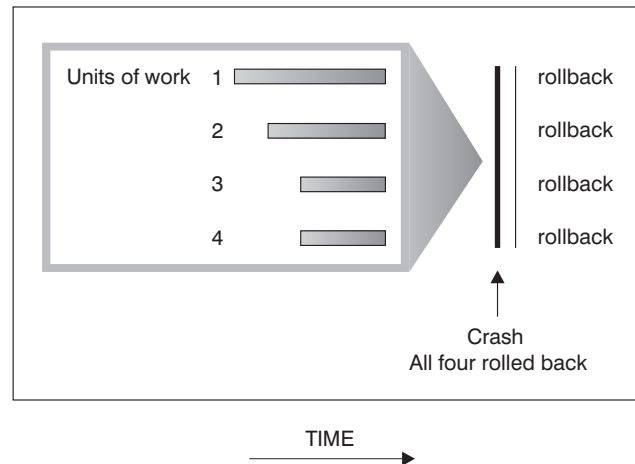 Units of work 1 rollback
2 rollback
3 rollback
4 rollback
Crash
All four rolled back
TIME